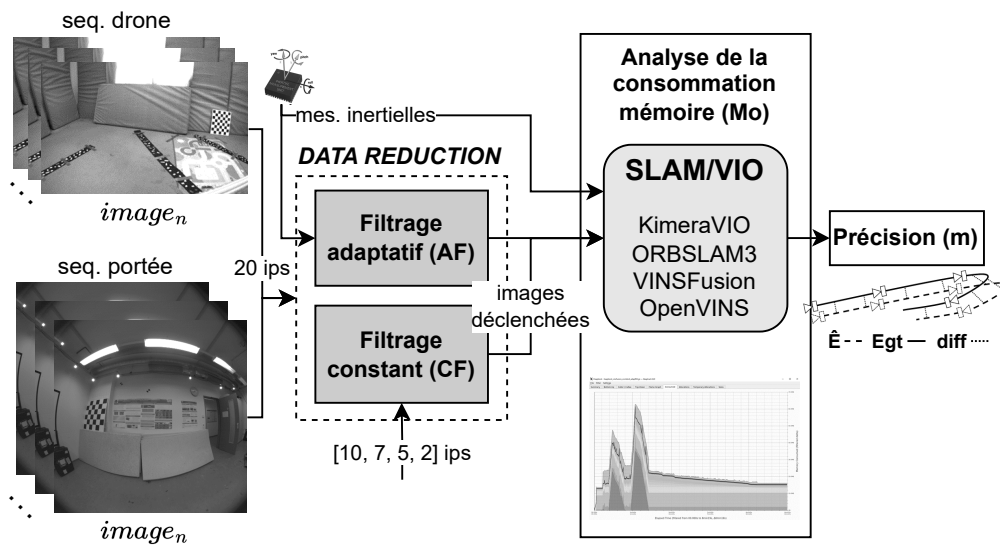 seq. drone
image_n
seq. portée
image_n
mes. inertielles
20 ips
DATA REDUCTION
Filtrage
adaptatif (AF)
Filtrage
constant (CF)
[10, 7, 5, 2] ips
images
déclenchées
Analyse de la
consommation
mémoire (Mo)
SLAM/VIO
KimeraVIO
ORBSLAM3
VINSFusion
OpenVINS
Précision (m)
Ê Egt diff